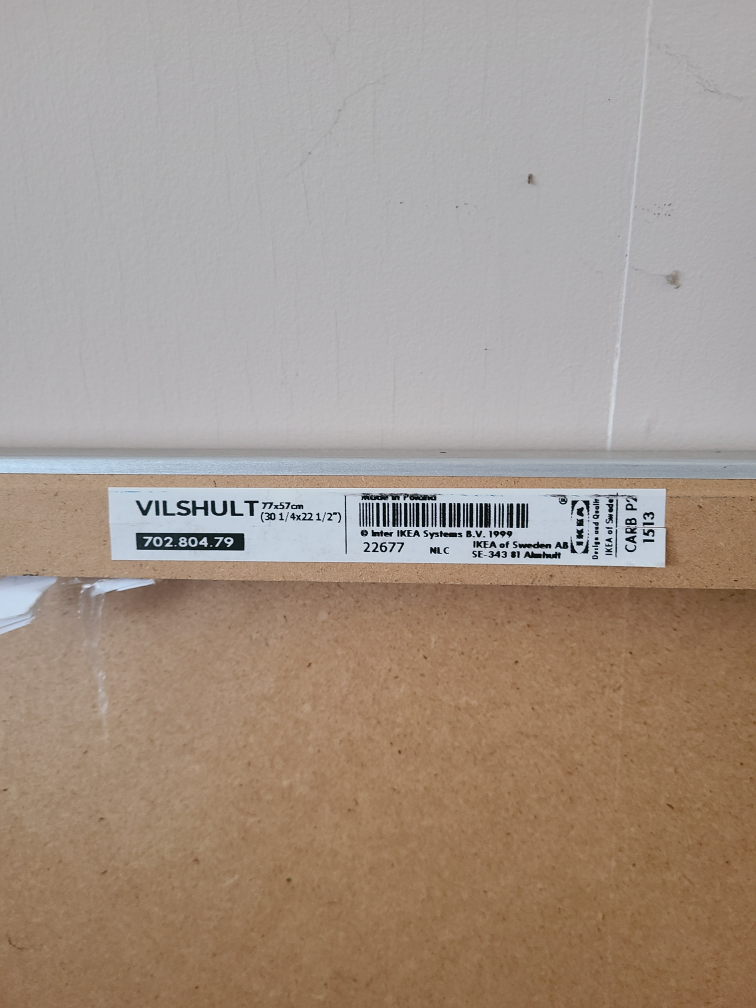 VILSHULT 77x57cm
(30 1/4x22 1/2")
702.804.79
Made in Poland
© Inter IKEA Systems B.V. 1999
22677 NLC IKEA of Sweden AB
SE-343 81 Älmhult
®
IKEA
Design and Quality
IKEA of Sweden
CARB P2
1513